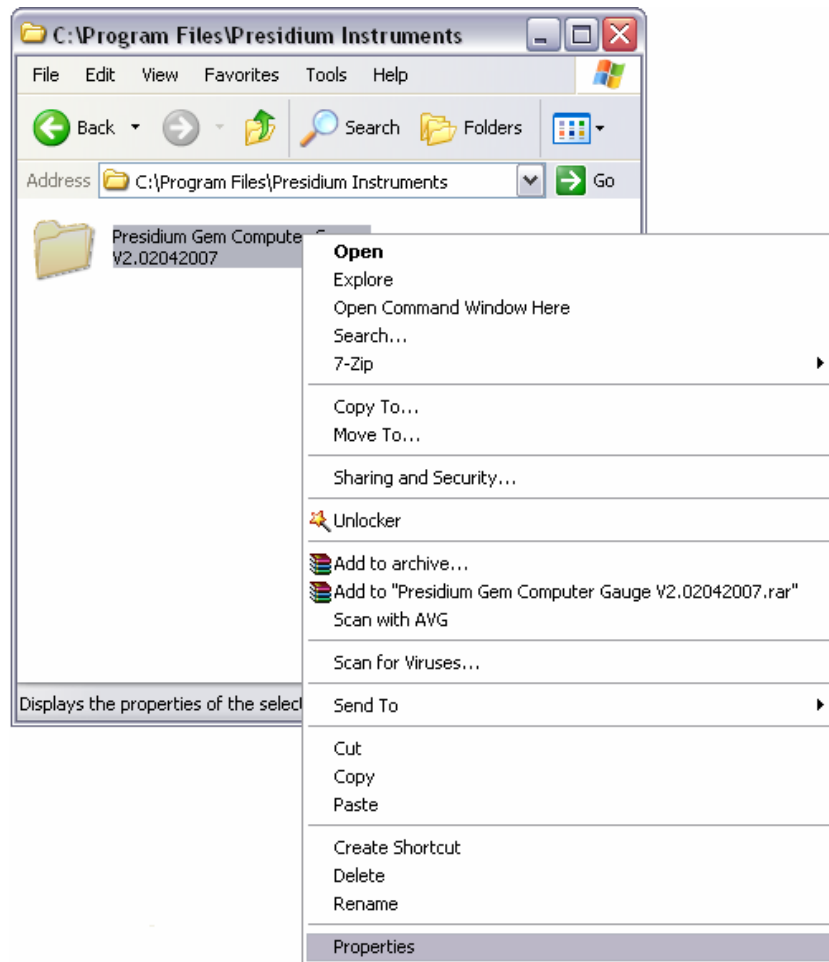 C:\Program Files\Presidium Instruments
File Edit View Favorites Tools Help
Back Search Folders
Address C:\Program Files\Presidium Instruments Go
Presidium Gem Computer
V2.02042007
Open
Explore
Open Command Window Here
Search...
7-Zip
Copy To...
Move To...
Sharing and Security...
Unlocker
Add to archive...
Add to "Presidium Gem Computer Gauge V2.02042007.rar"
Scan with AVG
Scan for Viruses...
Displays the properties of the select
Send To
Cut
Copy
Paste
Create Shortcut
Delete
Rename
Properties